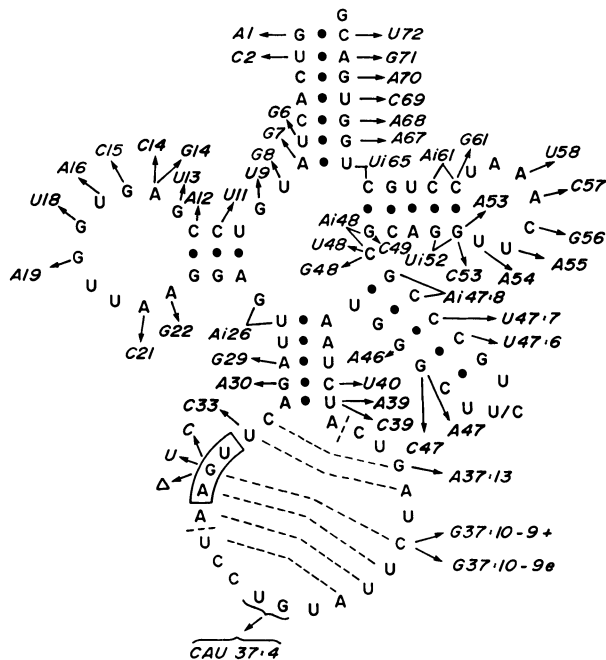 G
A1 G • C U72
C2 U • A G71
C • A A70
A • G C69
G6 C • U A68
G7 U • G A67
G8 A • U Ui65
U9 U
G
C14 G14
C15
A16
U13
A12
U11
U18
A19
U G A G C C U
G
G
U
U
U
A
A
G G A
C21
G22
G
Ai26
C G U C C U A A
Ai61
G61
U58
A C57
C G56
A53
A55
A54
C53
Ui52
G C A G G U U
Ai48
C49
U48
G48
C
G
C Ai47:8
C U47:7
C U47:6
G
U
U/C
U
G
G
G
U
C
A46
C47
A47
U • A
U • A
G29 A • U
A30 G • C U40
A • U A39
C39
C33
C
A
C
U
G A37:13
A
U
C G37:10-9+
G37:10-9e
U
U
A
U
G
U
C
C
U
A
U
U
G
A
C
U
Δ
CAU 37:4